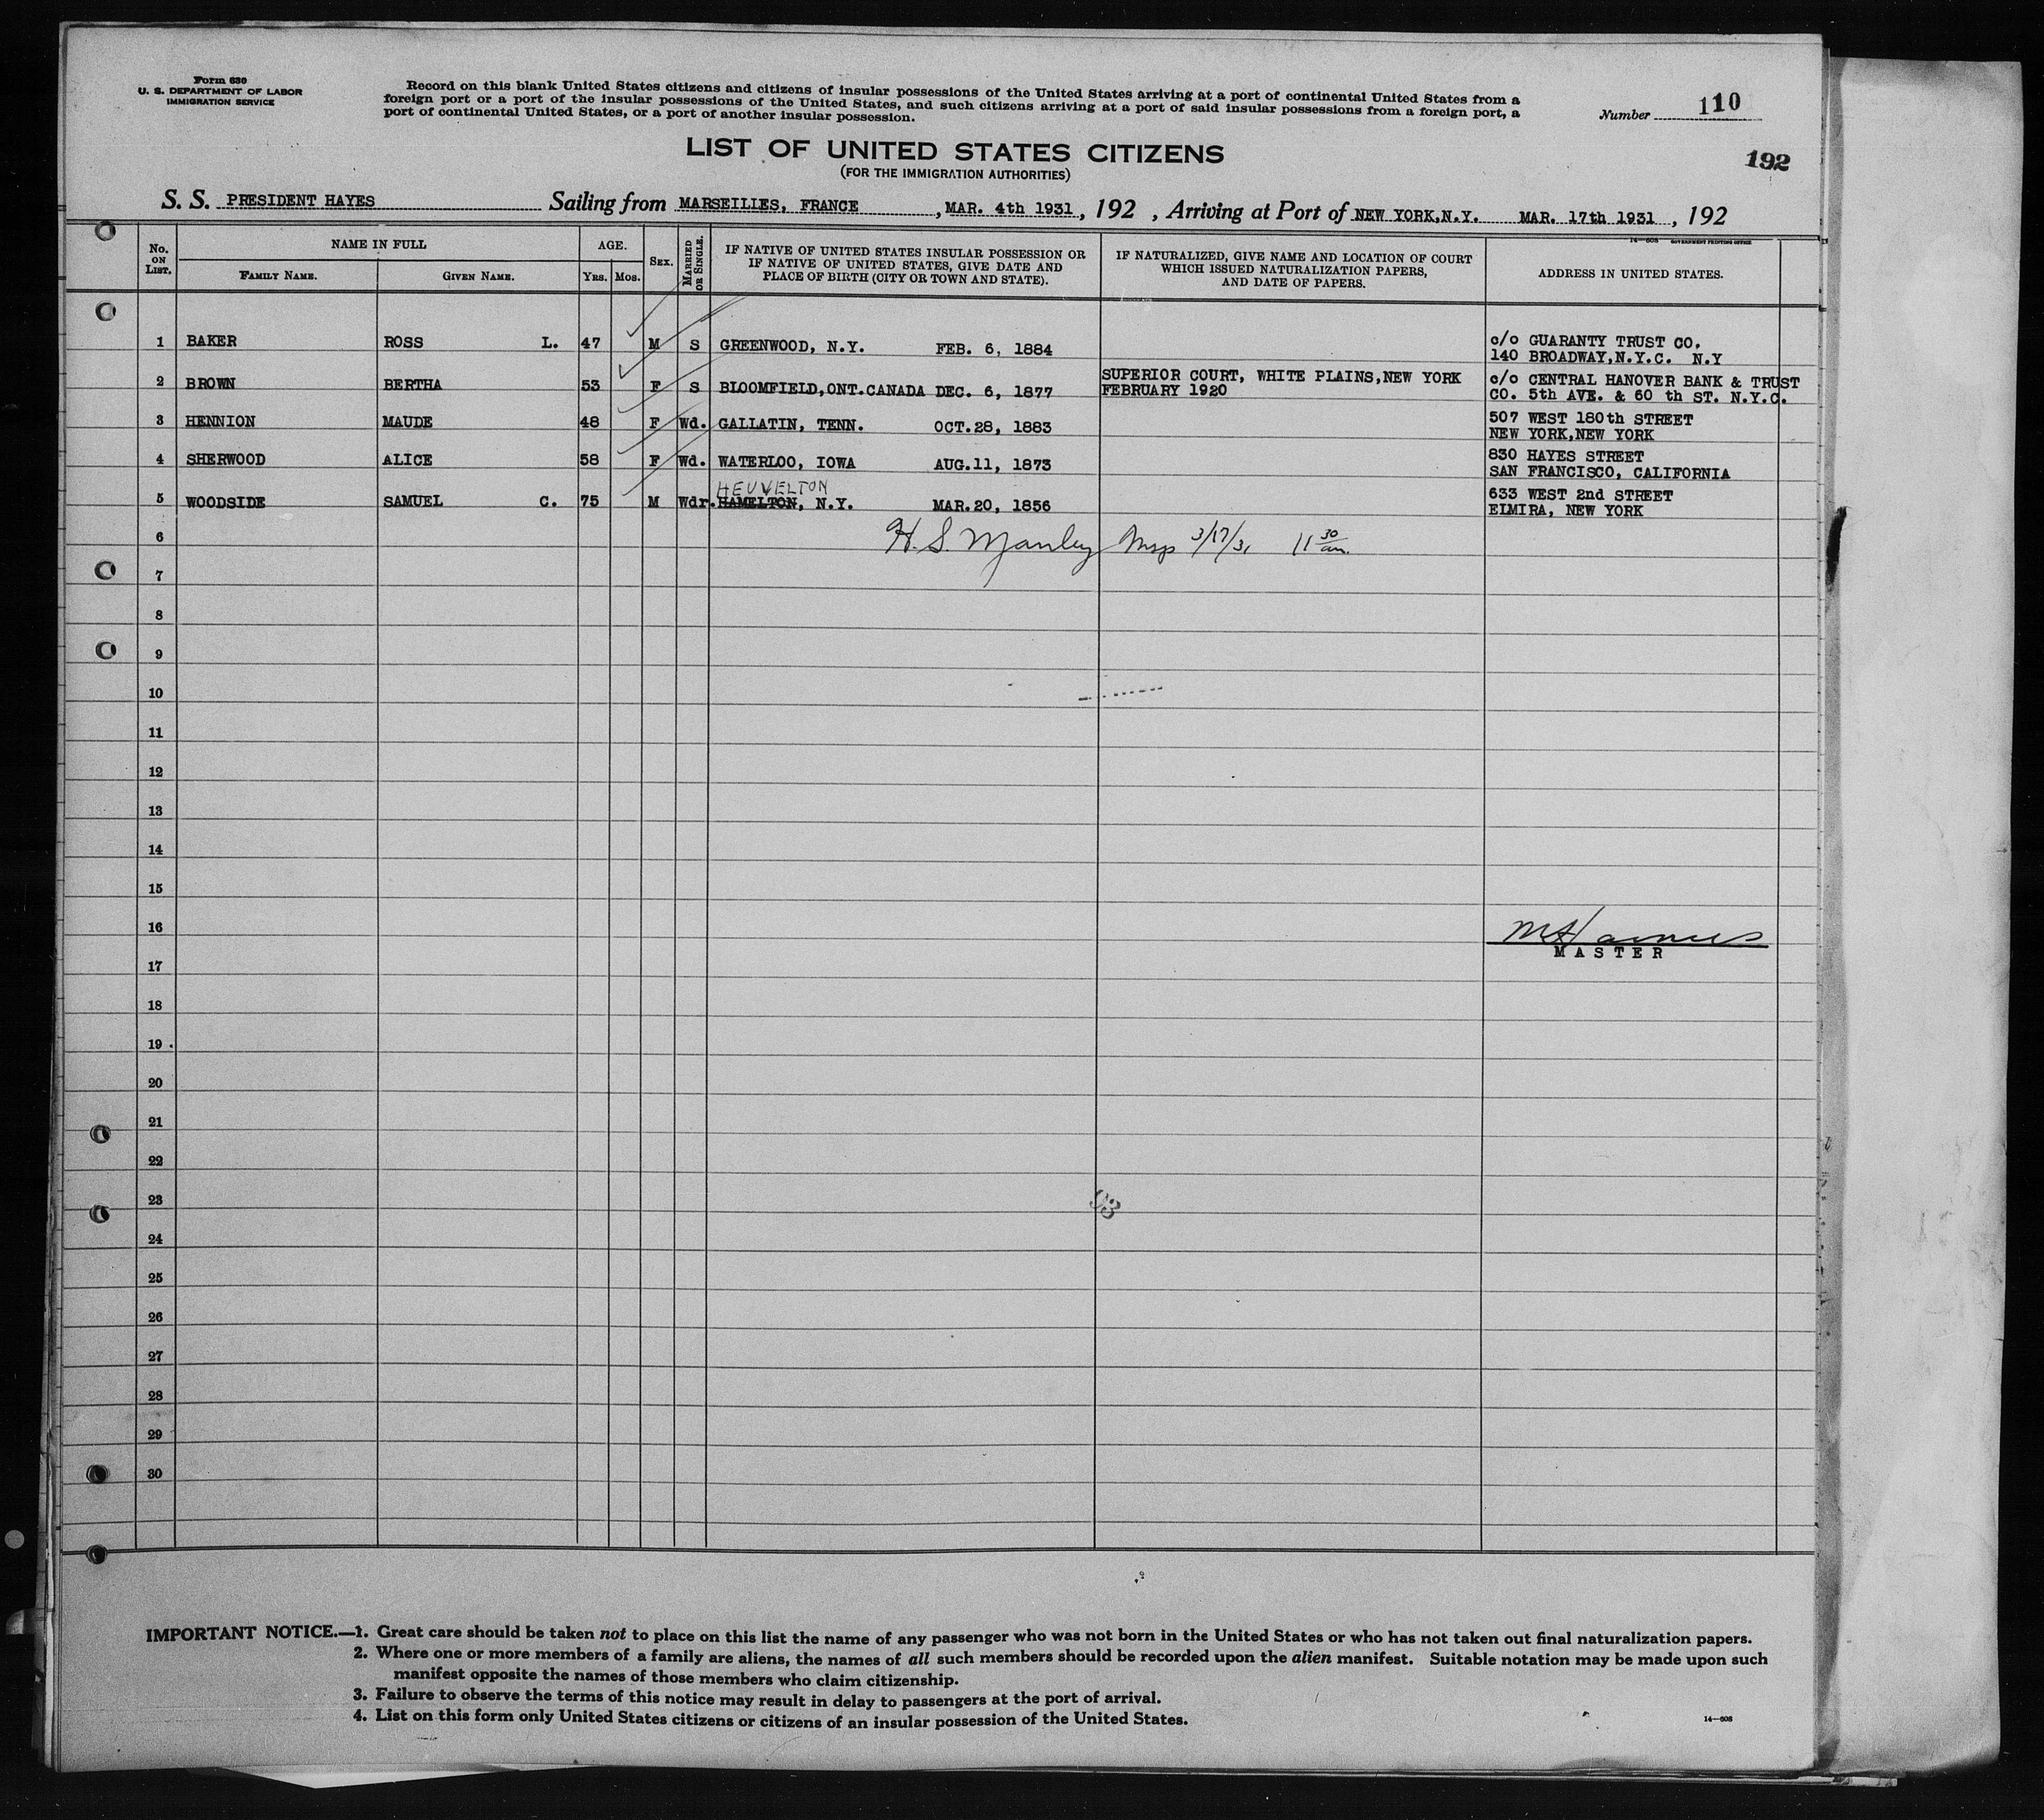 Form 630
U. S. DEPARTMENT OF LABOR
IMMIGRATION SERVICE
Record on this blank United States citizens and citizens of insular possessions of the United States arriving at a port of continental United States from a
foreign port or a port of the insular possessions of the United States, and such citizens arriving at a port of said insular possessions from a foreign port, a
port of continental United States, or a port of another insular possession.
Number 110
192
LIST OF UNITED STATES CITIZENS
(FOR THE IMMIGRATION AUTHORITIES)
S. S. PRESIDENT HAYES Sailing from MARSEILLES, FRANCE, MAR. 4th 1931, 192 , Arriving at Port of NEW YORK,N.Y. MAR. 17th 1931, 192
14—608 GOVERNMENT PRINTING OFFICE
No. ON LIST. NAME IN FULL AGE. SEX. MARRIED OR SINGLE. IF NATIVE OF UNITED STATES INSULAR POSSESSION OR IF NATIVE OF UNITED STATES, GIVE DATE AND PLACE OF BIRTH (CITY OR TOWN AND STATE). IF NATURALIZED, GIVE NAME AND LOCATION OF COURT WHICH ISSUED NATURALIZATION PAPERS, AND DATE OF PAPERS. ADDRESS IN UNITED STATES.
FAMILY NAME. GIVEN NAME. YRS. MOS.
1 BAKER ROSS L. 47 M S GREENWOOD, N.Y. FEB. 6, 1884 c/o GUARANTY TRUST CO.
140 BROADWAY,N.Y.C. N.Y
2 BROWN BERTHA 53 F S BLOOMFIELD,ONT.CANADA DEC. 6, 1877 SUPERIOR COURT, WHITE PLAINS,NEW YORK c/o CENTRAL HANOVER BANK & TRUST
FEBRUARY 1920 CO. 5th AVE. & 60 th ST. N.Y.C.
3 HENNION MAUDE 48 F Wd. GALLATIN, TENN. OCT.28, 1883 507 WEST 180th STREET
NEW YORK,NEW YORK
4 SHERWOOD ALICE 58 F Wd. WATERLOO, IOWA AUG.11, 1873 830 HAYES STREET
SAN FRANCISCO, CALIFORNIA
HEUVELTON
5 WOODSIDE SAMUEL C. 75 M Wdr. HAMELTON, N.Y. MAR.20, 1856 633 WEST 2nd STREET
ELMIRA, NEW YORK
6 H. S. Manley 3/17/31 11 30 am.
7
8
9
10
11
12
13
14
15
16
MASTER
17
18
19
20
21
22
23
93
24
25
26
27
28
29
30
IMPORTANT NOTICE.—1. Great care should be taken not to place on this list the name of any passenger who was not born in the United States or who has not taken out final naturalization papers.
2. Where one or more members of a family are aliens, the names of all such members should be recorded upon the alien manifest. Suitable notation may be made upon such
manifest opposite the names of those members who claim citizenship.
3. Failure to observe the terms of this notice may result in delay to passengers at the port of arrival.
4. List on this form only United States citizens or citizens of an insular possession of the United States.
14—608